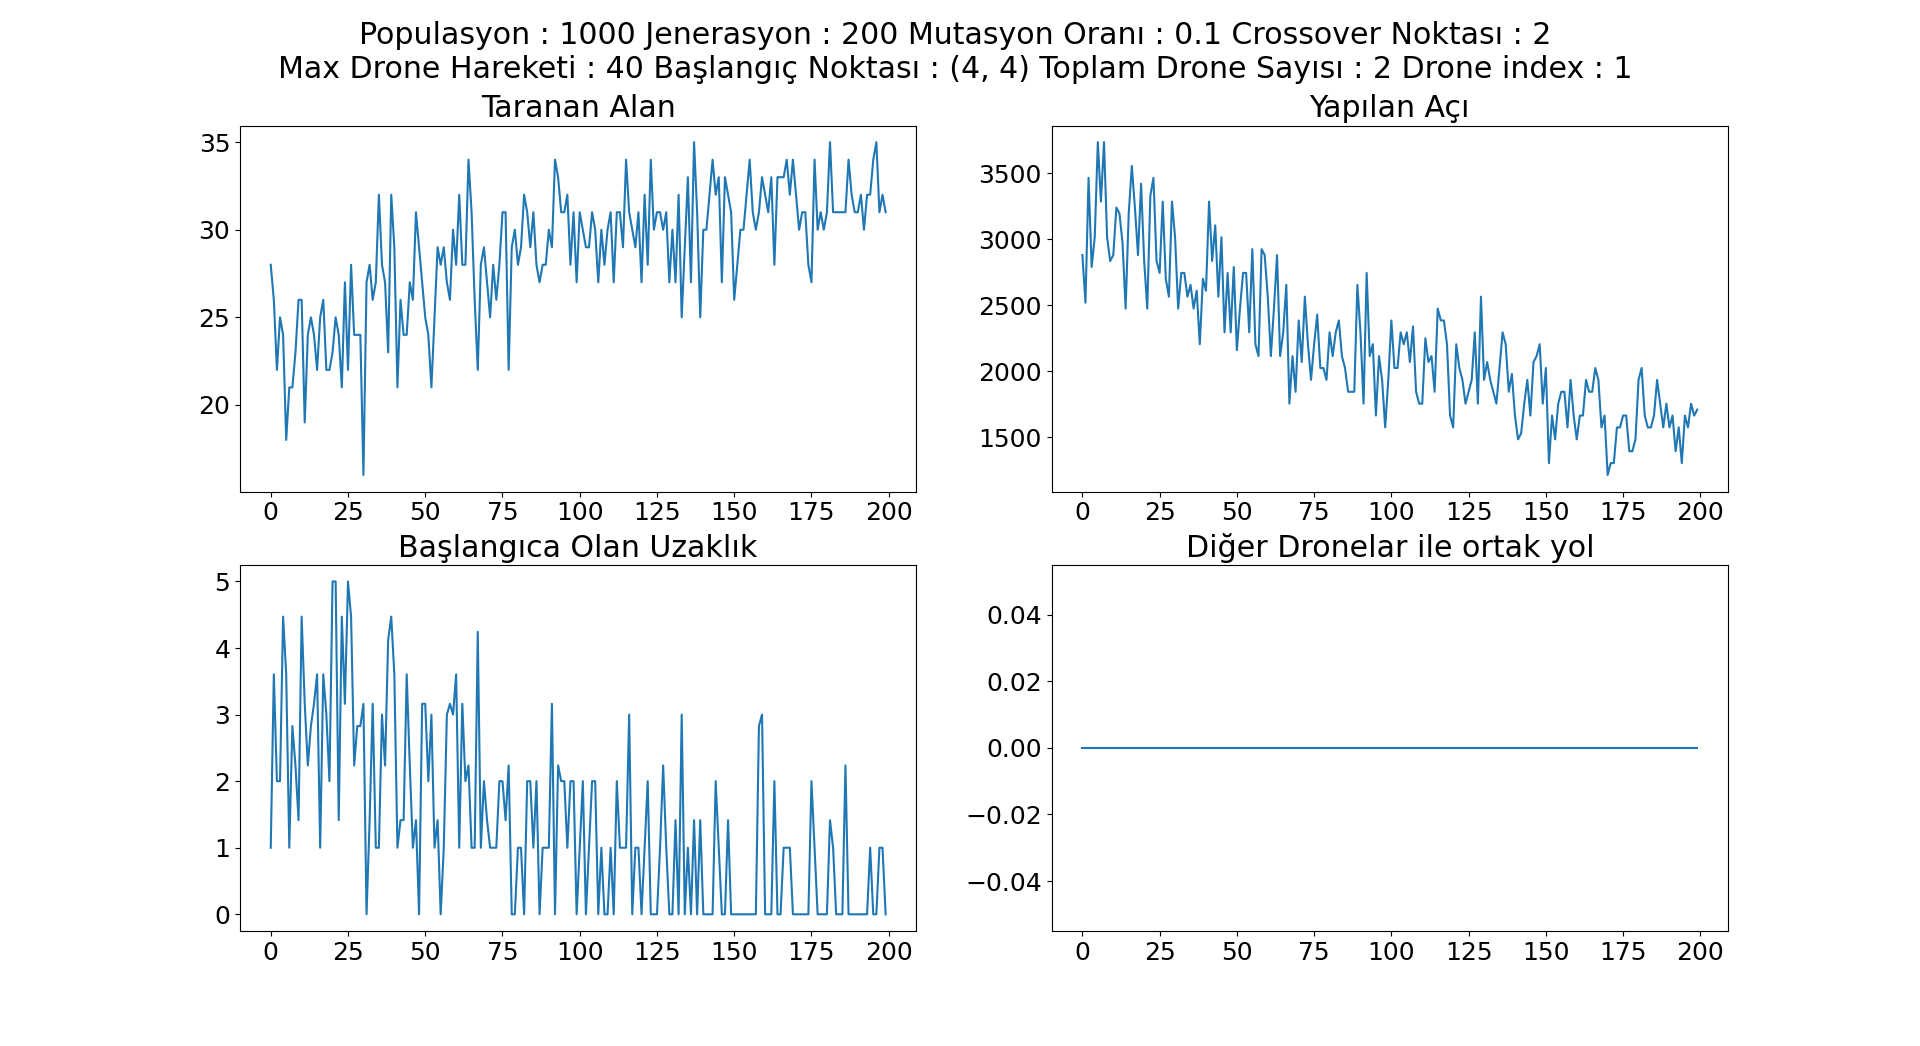 Populasyon : 1000 Jenerasyon : 200 Mutasyon Oranı : 0.1 Crossover Noktası : 2
Max Drone Hareketi : 40 Başlangıç Noktası : (4, 4) Toplam Drone Sayısı : 2 Drone index : 1
Taranan Alan
35
30
25
20
0 25 50 75 100 125 150 175 200
Yapılan Açı
3500
3000
2500
2000
1500
0 25 50 75 100 125 150 175 200
Başlangıca Olan Uzaklık
5
4
3
2
1
0
0 25 50 75 100 125 150 175 200
Diğer Dronelar ile ortak yol
0.04
0.02
0.00
−0.02
−0.04
0 25 50 75 100 125 150 175 200